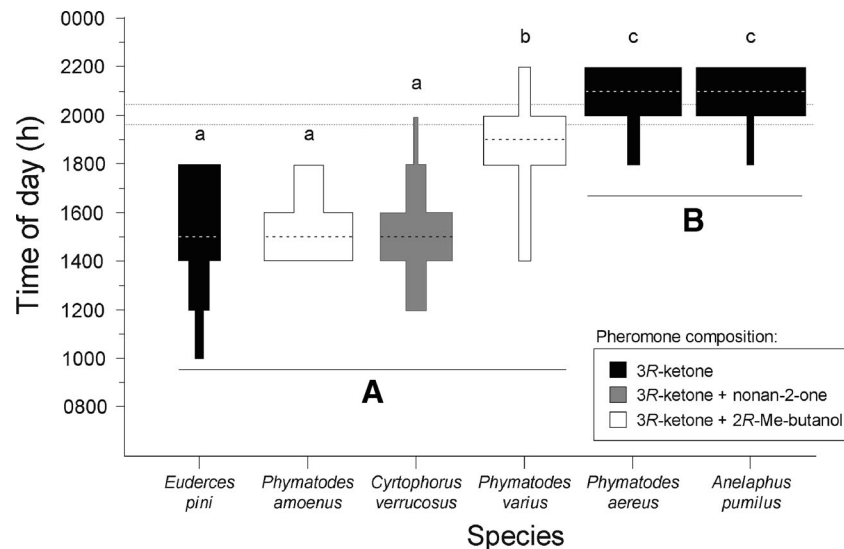 0000
2200
2000
1800
1600
1400
1200
1000
0800
Time of day (h)
a
a
a
b
c
c
A
B
Pheromone composition:
3R-ketone
3R-ketone + nonan-2-one
3R-ketone + 2R-Me-butanol
Euderces
pini
Phymatodes
amoenus
Cyrtophorus
verrucosus
Phymatodes
varius
Phymatodes
aereus
Anelaphus
pumilus
Species